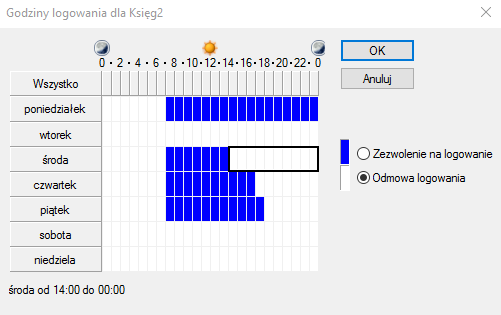 Godziny logowania dla Księg2
0 · 2 · 4 · 6 · 8 · 10 · 12 · 14 · 16 · 18 · 20 · 22 · 0
Wszystko
poniedziałek
wtorek
środa
czwartek
piątek
sobota
niedziela
OK
Anuluj
Zezwolenie na logowanie
Odmowa logowania
środa od 14:00 do 00:00